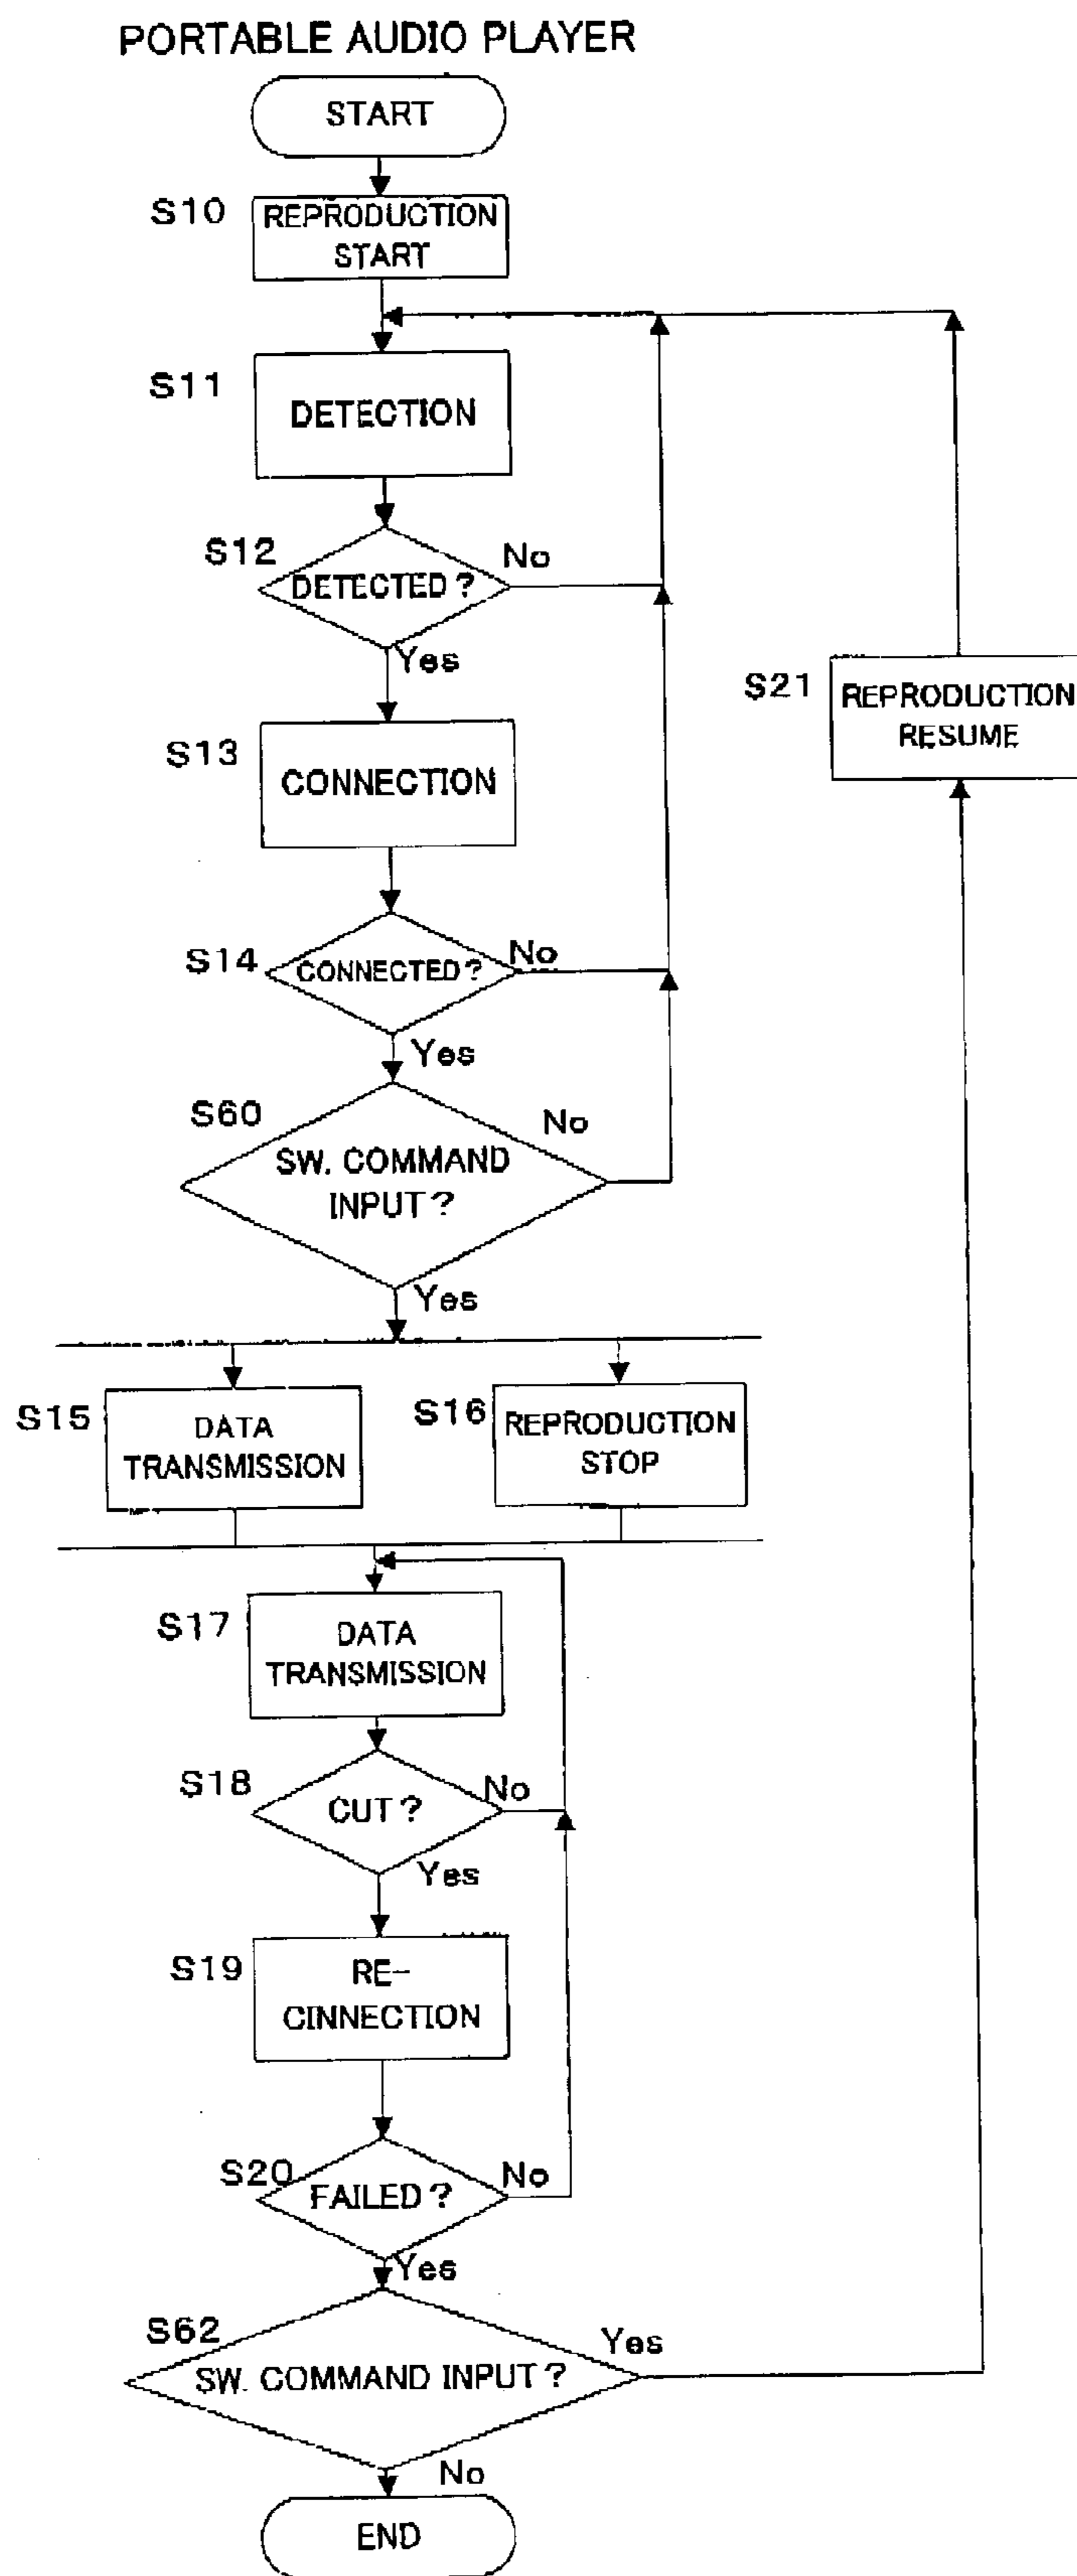 PORTABLE AUDIO PLAYER
START
S10
REPRODUCTION
START
S11
DETECTION
S12
DETECTED?
No
Yes
S13
CONNECTION
S21
REPRODUCTION
RESUME
S14
CONNECTED?
No
Yes
S60
SW. COMMAND
INPUT?
No
Yes
S15
DATA
TRANSMISSION
S16
REPRODUCTION
STOP
S17
DATA
TRANSMISSION
S18
CUT?
No
Yes
S19
RE-
CINNECTION
S20
FAILED?
No
Yes
S62
SW. COMMAND INPUT?
Yes
No
END